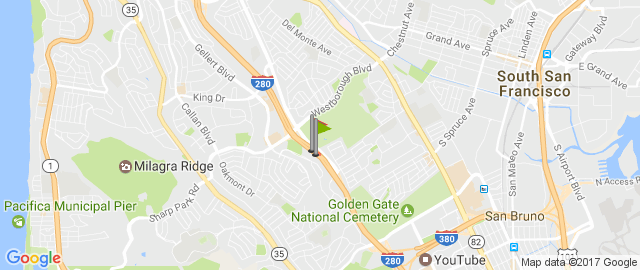 Del Monte Ave
Chestnut Ave
Grand Ave
Spruce Ave
Linden Ave
Gateway Blvd
Gellert Blvd
280
Westborough Blvd
King Dr
South San
Francisco
E Grand Ave
35
Callan Blvd
S Spruce Ave
1
Milagra Ridge
Oakmont Dr
San Mateo Ave
S Airport Blvd
N Access R
Sharp Park Rd
Pacifica Municipal Pier
Golden Gate
National Cemetery
San Bruno
35
380
82
280
YouTube
Google
Map data ©2017 Google